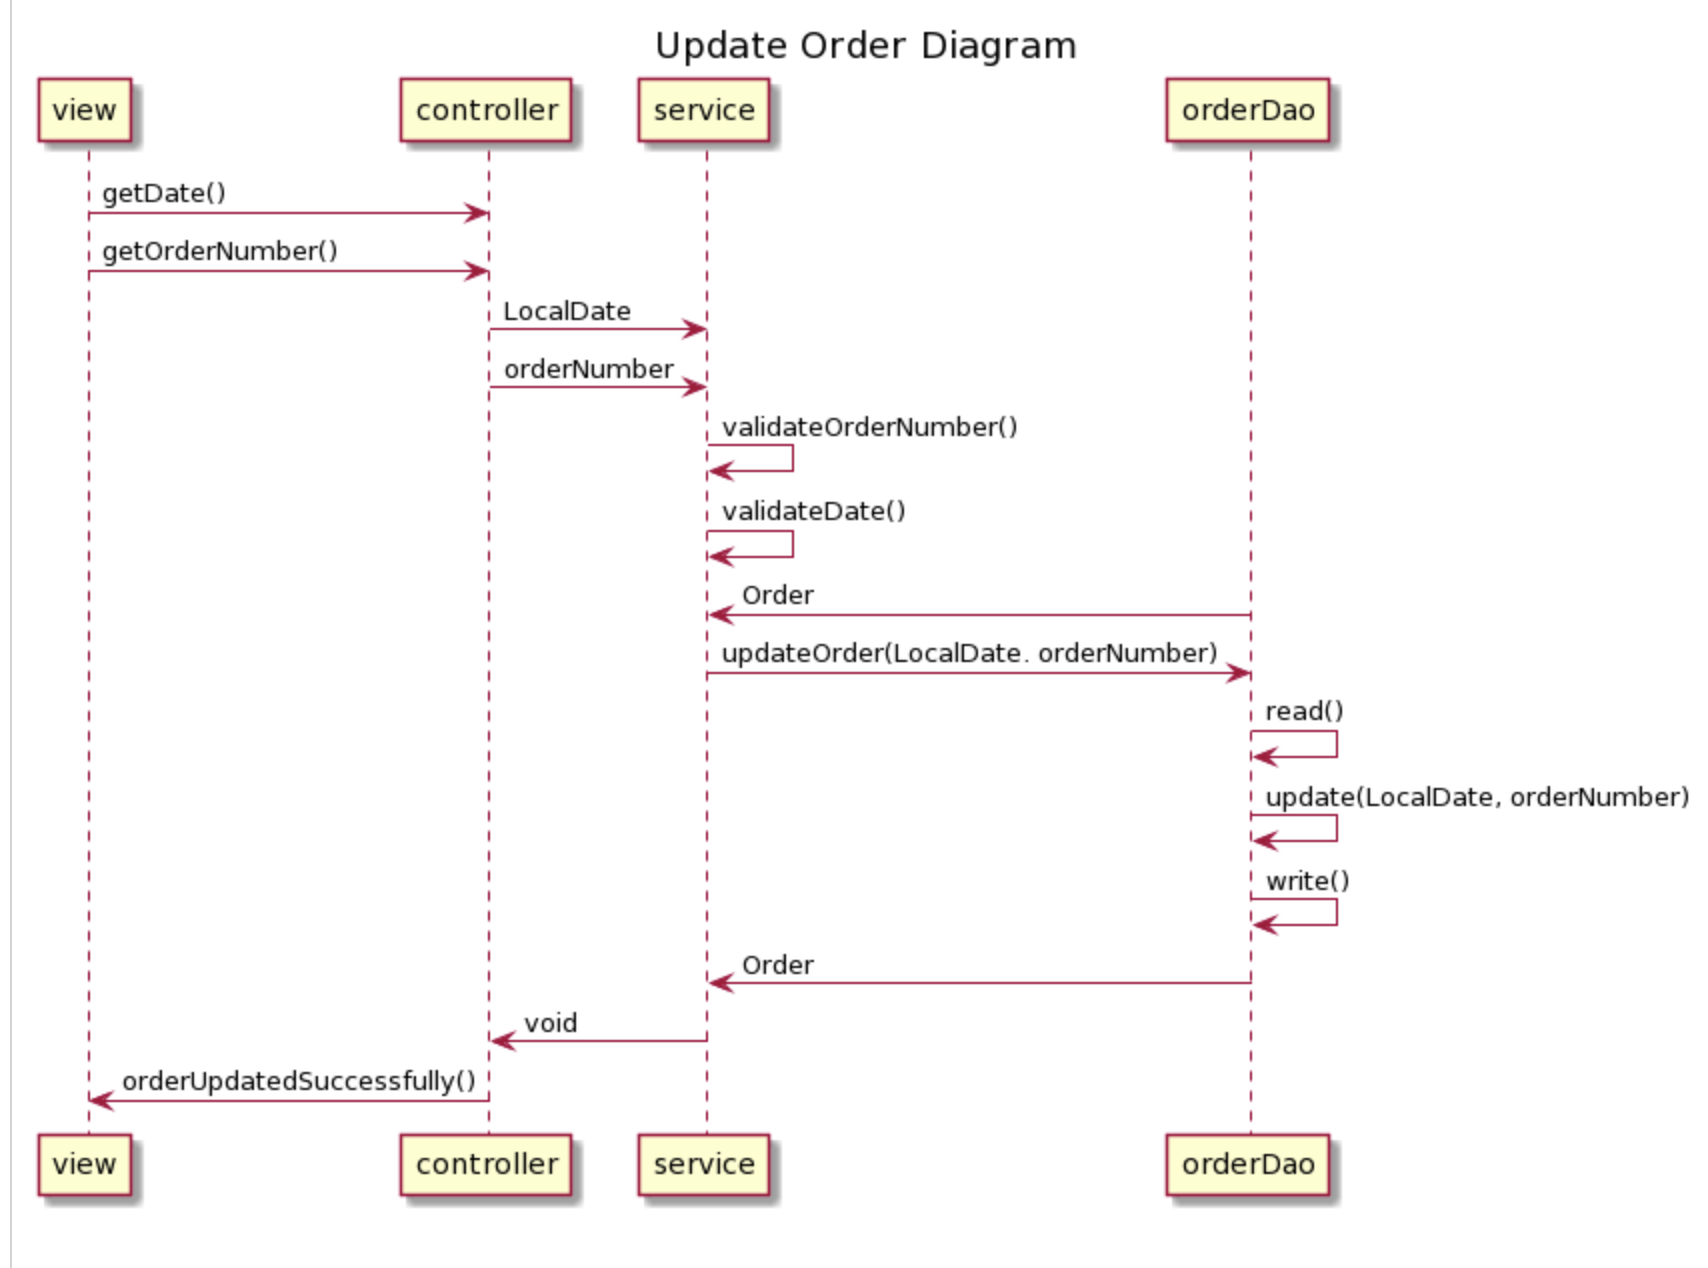 Update Order Diagram
view controller service orderDao
getDate()
getOrderNumber()
LocalDate
orderNumber
validateOrderNumber()
validateDate()
Order
updateOrder(LocalDate. orderNumber)
read()
update(LocalDate, orderNumber)
write()
Order
void
orderUpdatedSuccessfully()
view controller service orderDao